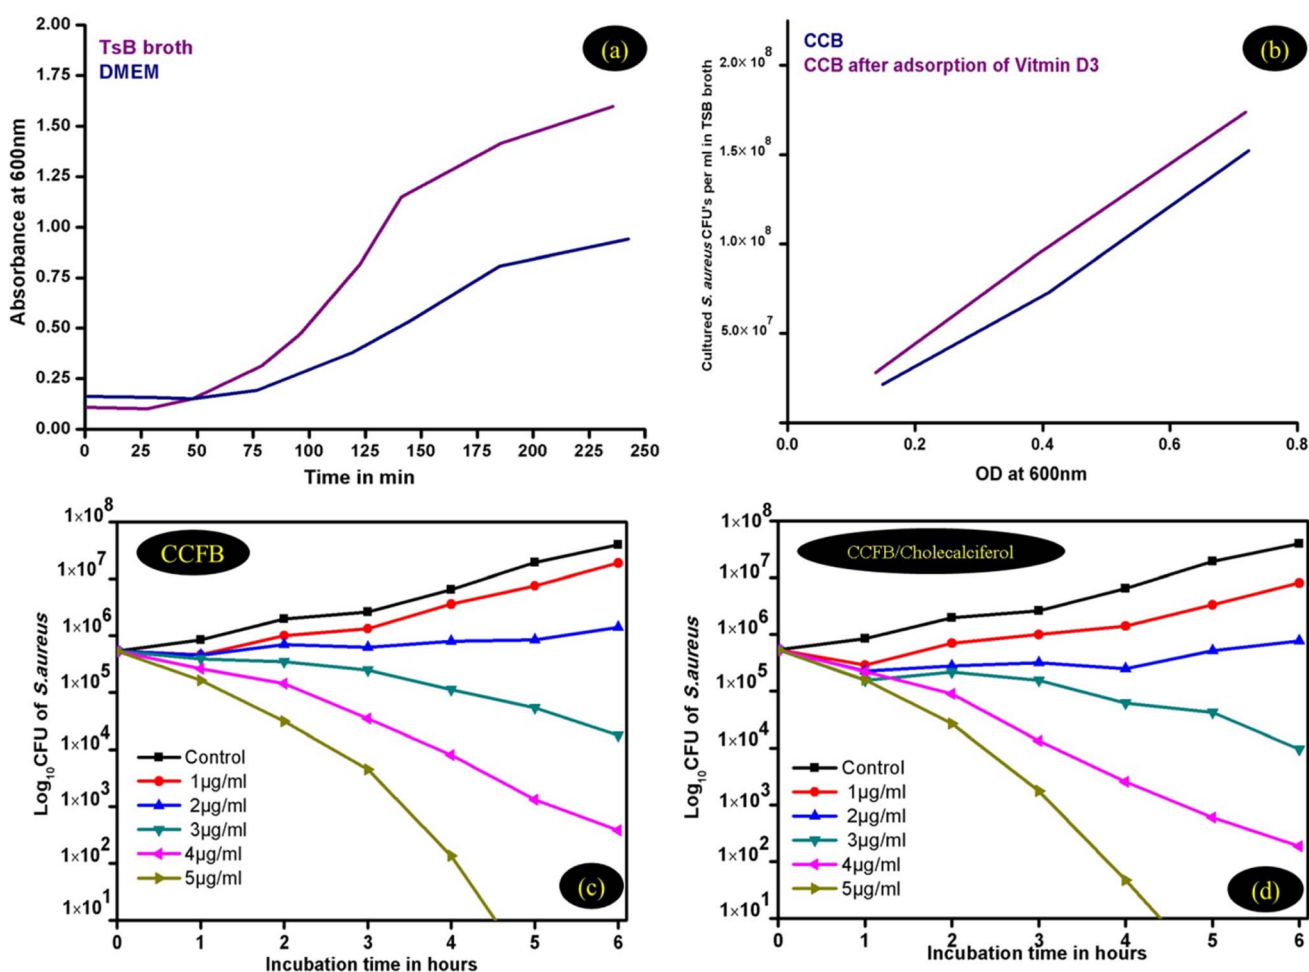 2.00
1.75
1.50
1.25
1.00
0.75
0.50
0.25
0.00
Absorbance at 600nm
TsB broth
DMEM
(a)
0 25 50 75 100 125 150 175 200 225 250
Time in min
2.0× 10⁸
1.5× 10⁸
1.0× 10⁸
5.0× 10⁷
Cultured S. aureus CFU's per ml in TSB broth
CCB
CCB after adsorption of Vitmin D3
(b)
0.0 0.2 0.4 0.6 0.8
OD at 600nm
1×10⁸
1×10⁷
1×10⁶
1×10⁵
1×10⁴
1×10³
1×10²
1×10¹
Log₁₀CFU of S.aureus
CCFB
Control
1µg/ml
2µg/ml
3µg/ml
4µg/ml
5µg/ml
(c)
0 1 2 3 4 5 6
Incubation time in hours
1×10⁸
1×10⁷
1×10⁶
1×10⁵
1×10⁴
1×10³
1×10²
1×10¹
Log₁₀CFU of S.aureus
CCFB/Cholecalciferol
Control
1µg/ml
2µg/ml
3µg/ml
4µg/ml
5µg/ml
(d)
0 1 2 3 4 5 6
Incubation time in hours